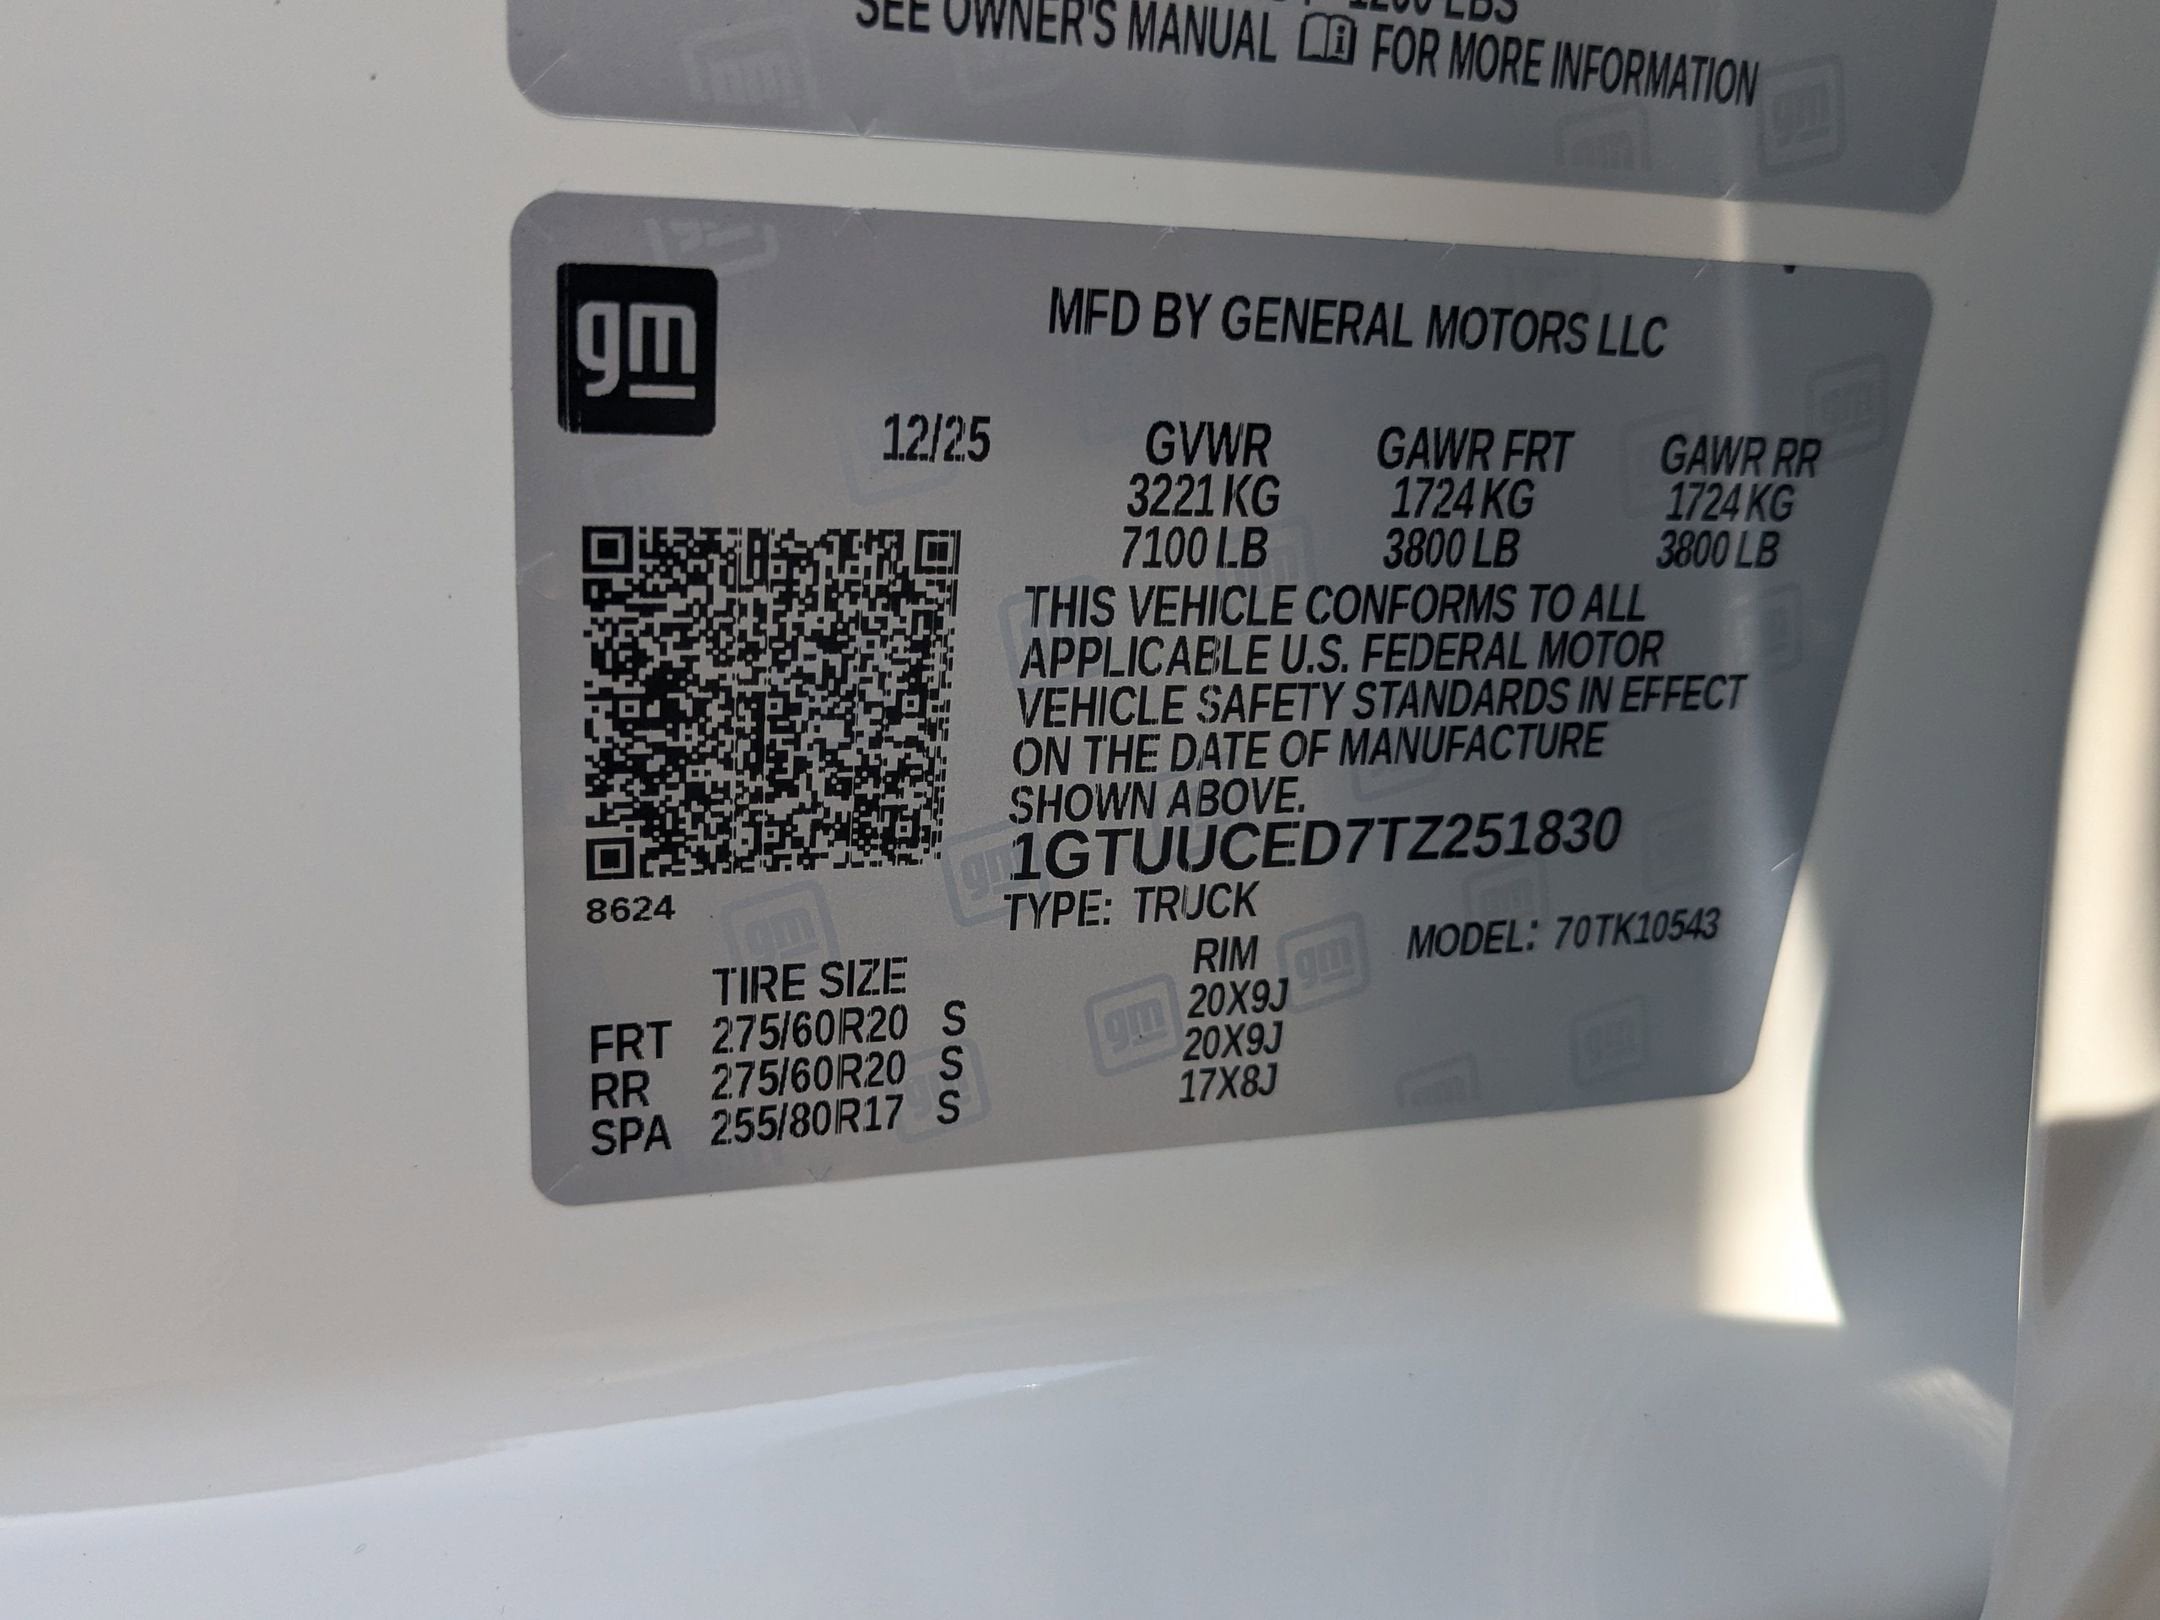 1200 LBS
SEE OWNER'S MANUAL FOR MORE INFORMATION
gm
MFD BY GENERAL MOTORS LLC
12/25 GVWR GAWR FRT GAWR RR
3221 KG 1724 KG 1724 KG
7100 LB 3800 LB 3800 LB
THIS VEHICLE CONFORMS TO ALL
APPLICABLE U.S. FEDERAL MOTOR
VEHICLE SAFETY STANDARDS IN EFFECT
ON THE DATE OF MANUFACTURE
SHOWN ABOVE.
1GTUUCED7TZ251830
8624
TYPE: TRUCK MODEL: 70TK10543
TIRE SIZE RIM
FRT 275/60R20 S 20X9J
RR 275/60R20 S 20X9J
SPA 255/80R17 S 17X8J